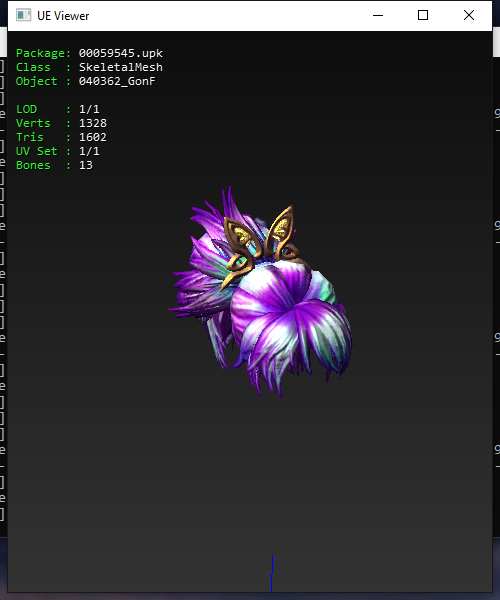 UE Viewer
Package: 00059545.upk
Class  : SkeletalMesh
Object : 040362_GonF
LOD    : 1/1
Verts  : 1328
Tris   : 1602
UV Set : 1/1
Bones  : 13